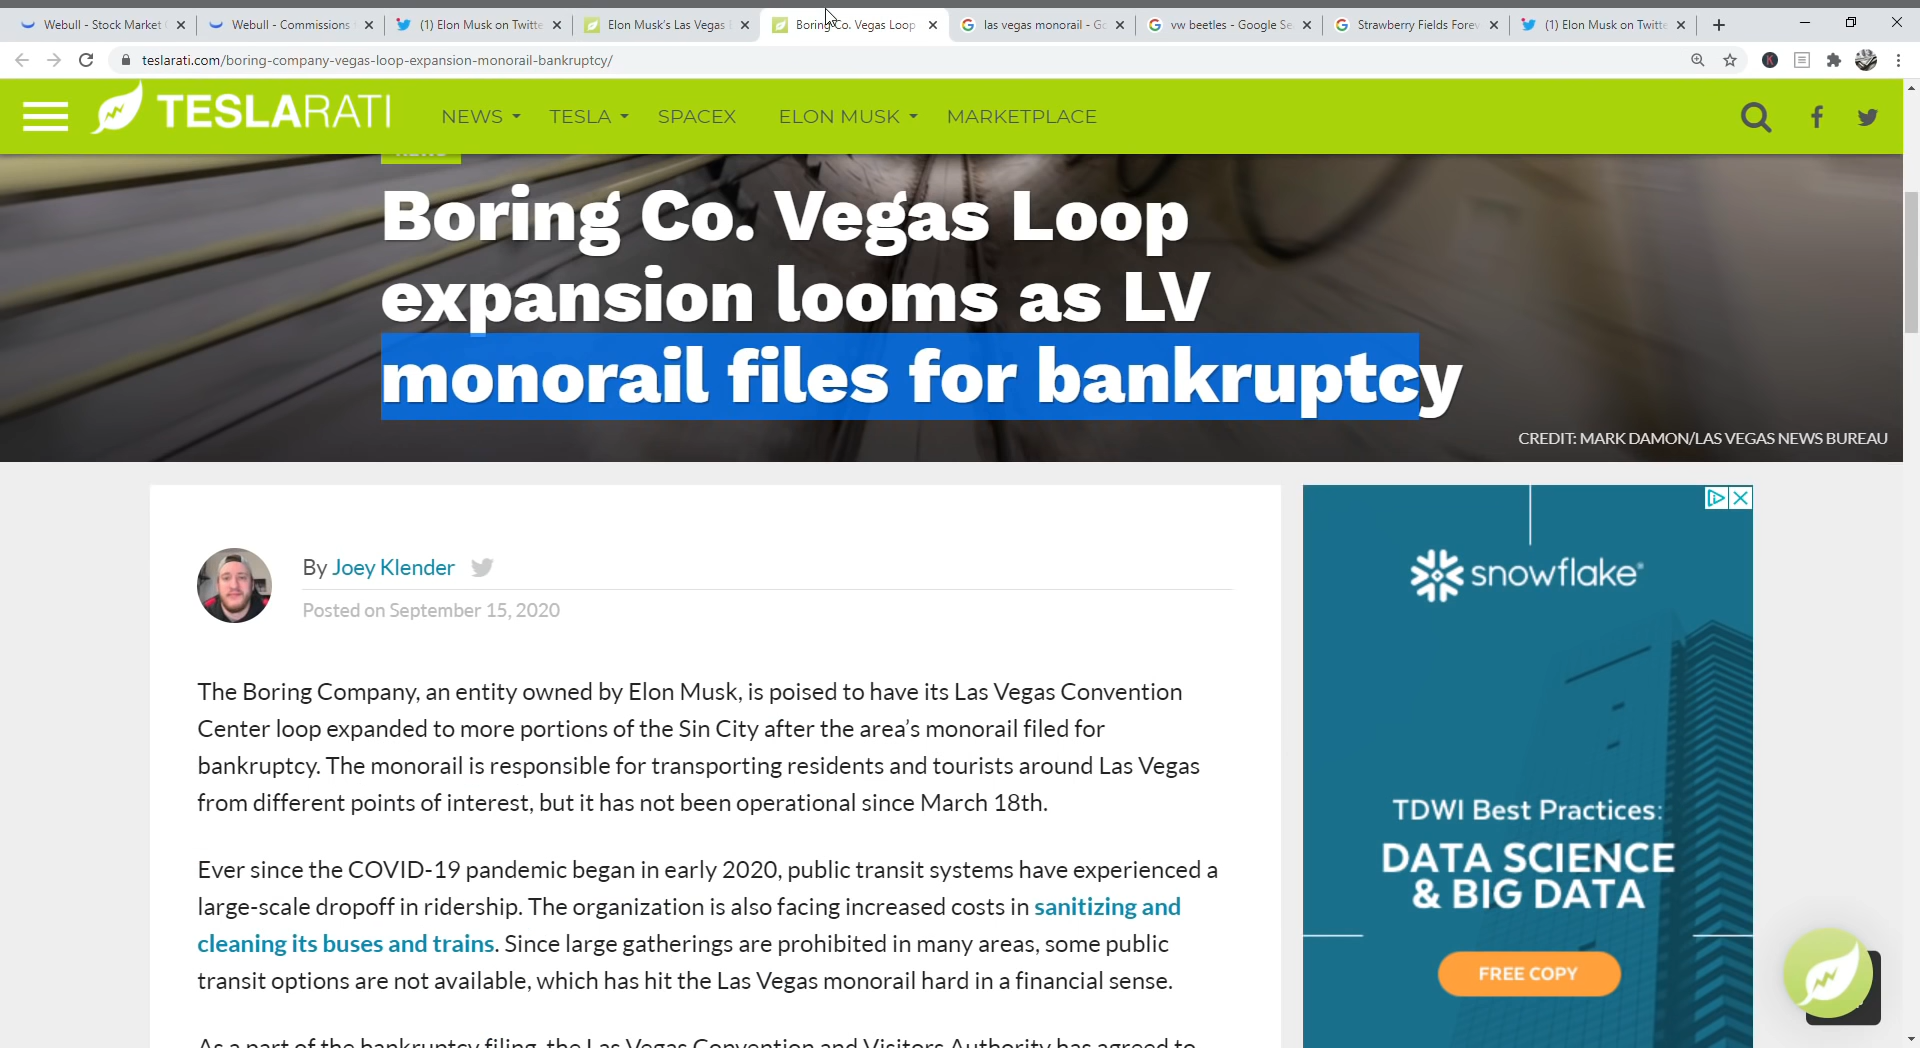 Webull - Stock Market
Webull - Commissions
(1) Elon Musk on Twitte
Elon Musk's Las Vegas
Boring Co. Vegas Loop
las vegas monorail - Go
vw beetles - Google Se
Strawberry Fields Forev
(1) Elon Musk on Twitte
teslarati.com/boring-company-vegas-loop-expansion-monorail-bankruptcy/
TESLARATI
NEWS
TESLA
SPACEX
ELON MUSK
MARKETPLACE
Boring Co. Vegas Loop
expansion looms as LV
monorail files for bankruptcy
CREDIT: MARK DAMON/LAS VEGAS NEWS BUREAU
By Joey Klender
Posted on September 15, 2020
The Boring Company, an entity owned by Elon Musk, is poised to have its Las Vegas Convention
Center loop expanded to more portions of the Sin City after the area's monorail filed for
bankruptcy. The monorail is responsible for transporting residents and tourists around Las Vegas
from different points of interest, but it has not been operational since March 18th.
Ever since the COVID-19 pandemic began in early 2020, public transit systems have experienced a
large-scale dropoff in ridership. The organization is also facing increased costs in sanitizing and
cleaning its buses and trains. Since large gatherings are prohibited in many areas, some public
transit options are not available, which has hit the Las Vegas monorail hard in a financial sense.
As a part of the bankruptcy filing, the Las Vegas Convention and Visitors Authority has agreed to
snowflake
TDWI Best Practices:
DATA SCIENCE
& BIG DATA
FREE COPY